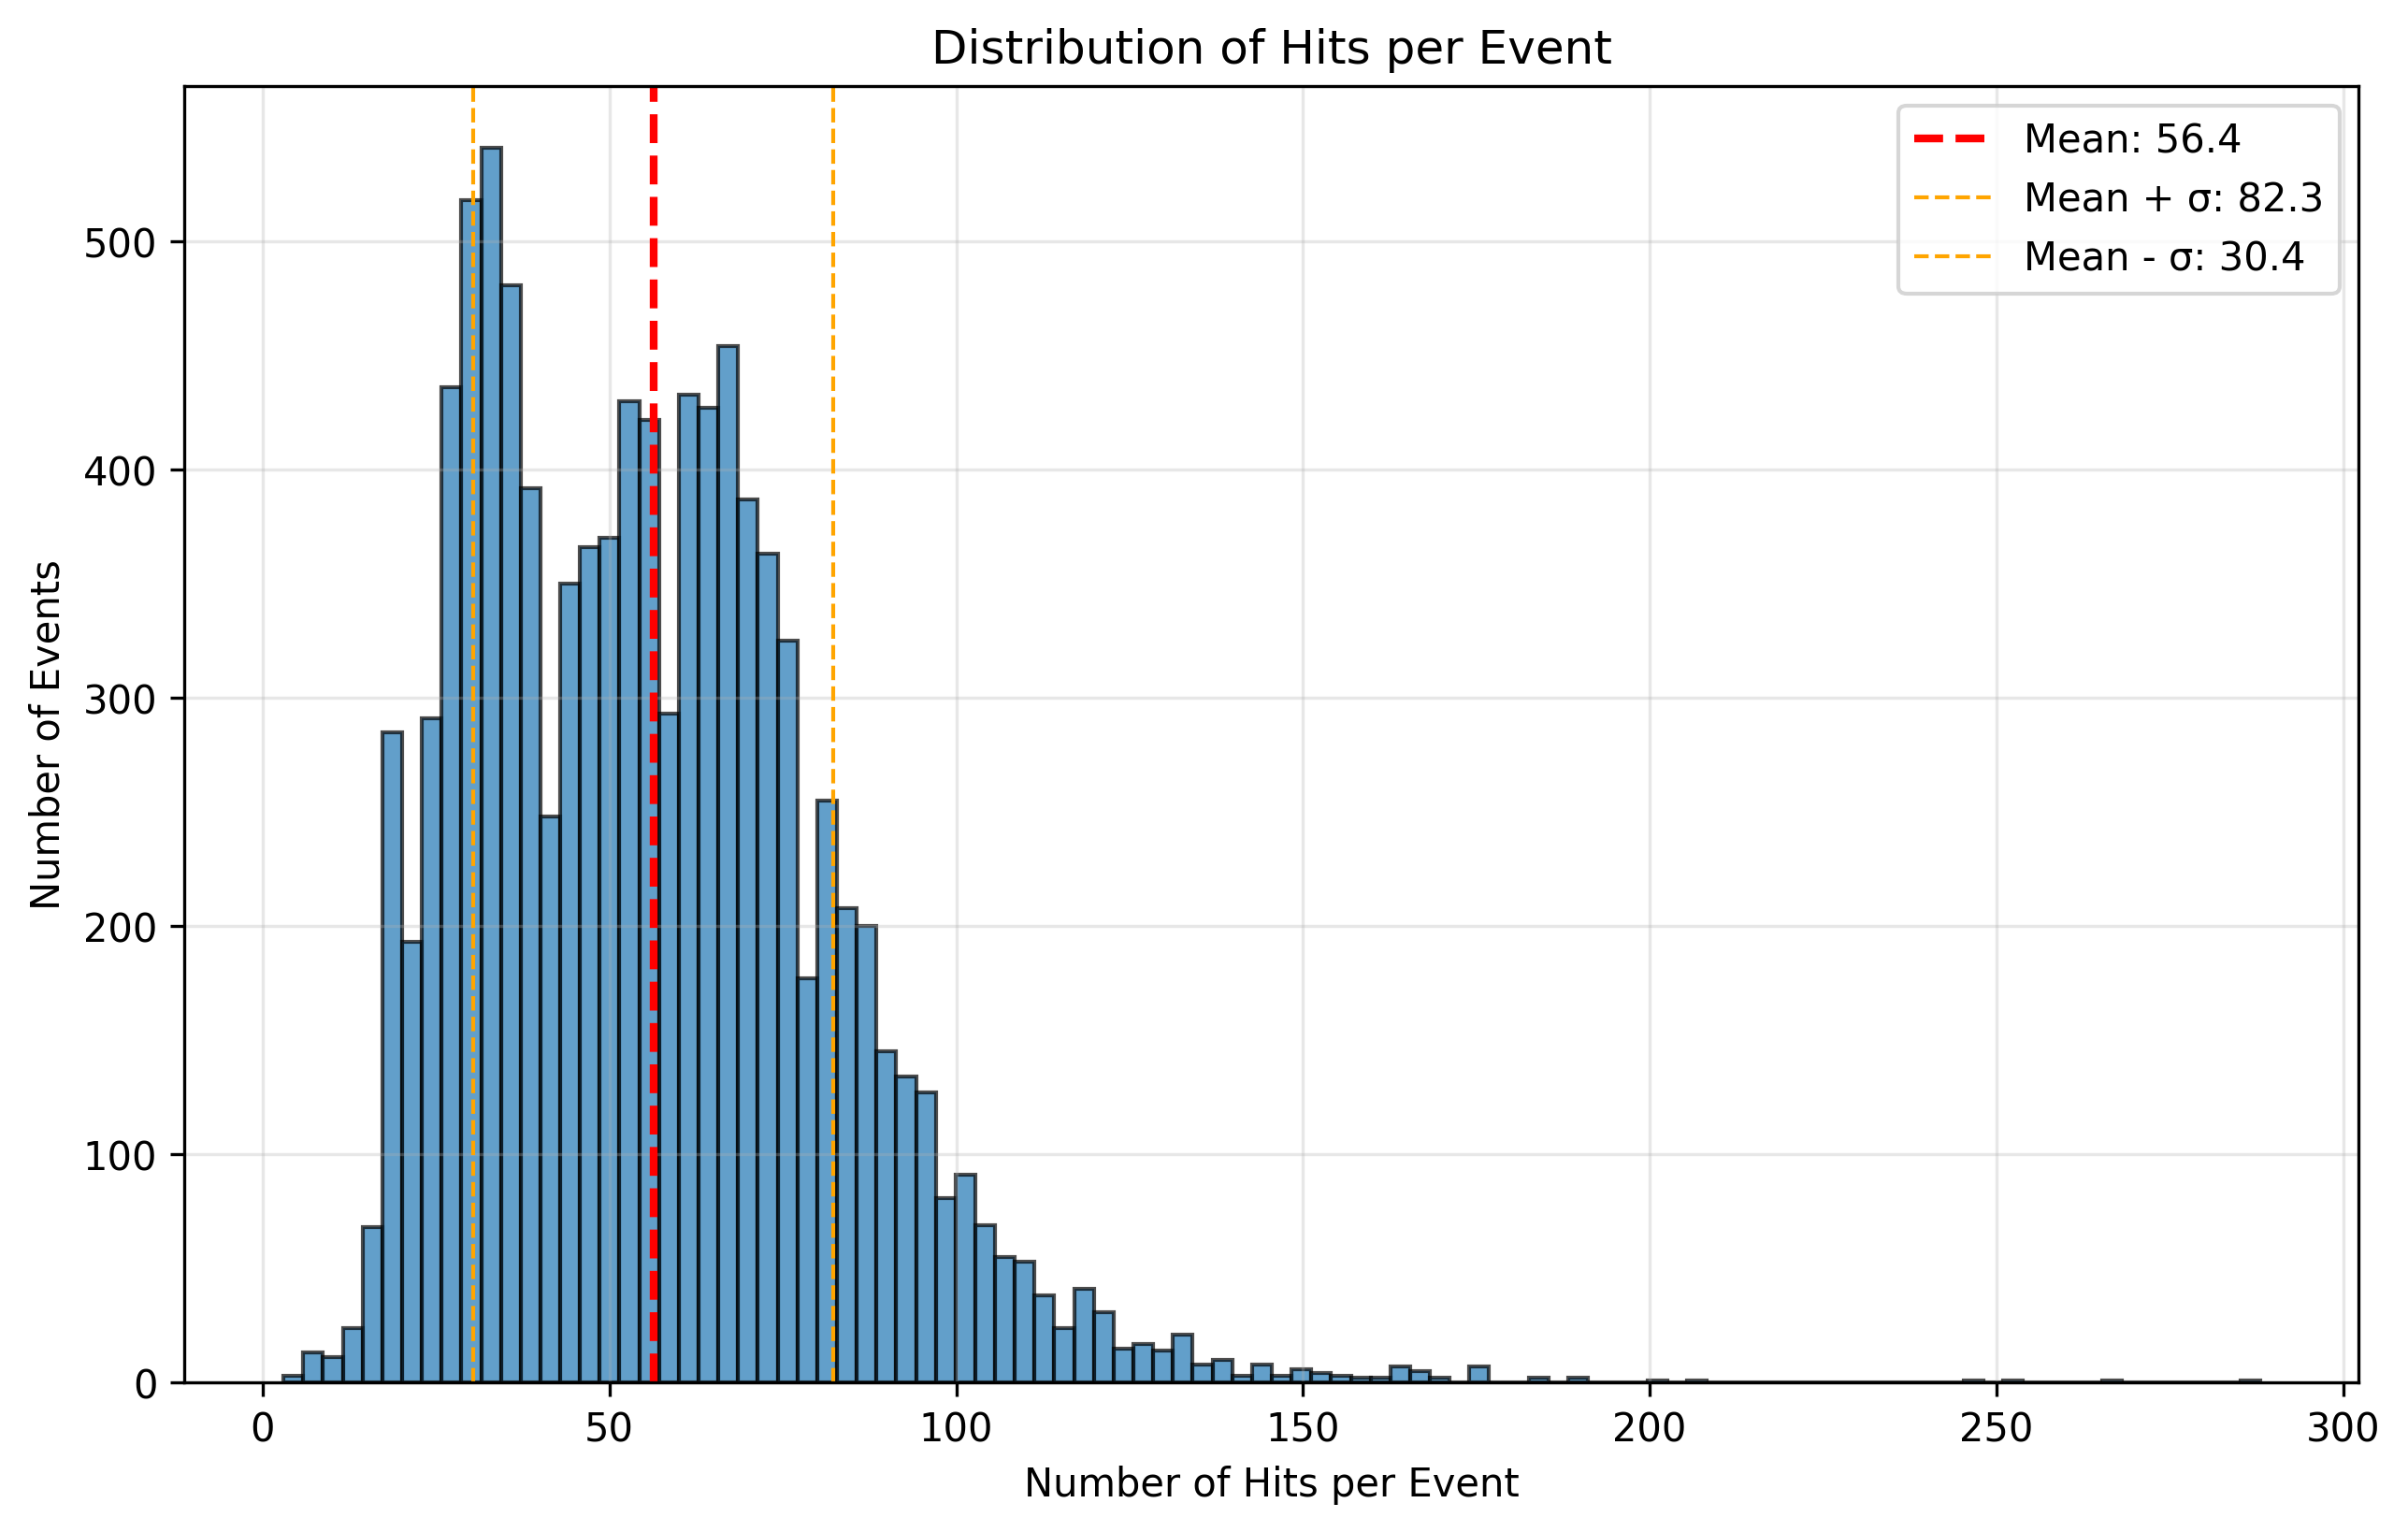 Distribution of Hits per Event
Mean: 56.4
Mean + σ: 82.3
Mean - σ: 30.4
Number of Events
500
400
300
200
100
0
0 50 100 150 200 250 300
Number of Hits per Event